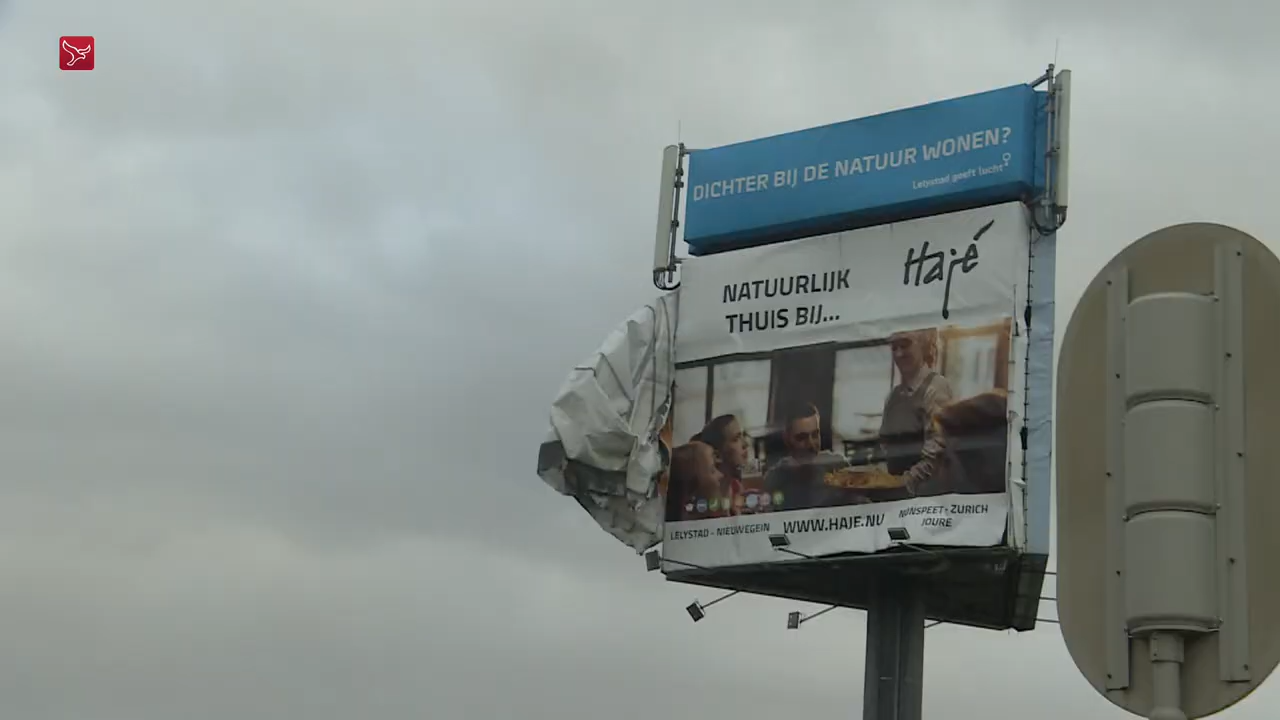 DICHTER BIJ DE NATUUR WONEN?
Lelystad geeft lucht
Hajé
NATUURLIJK
THUIS BIJ...
LELYSTAD - NIEUWEGEIN WWW.HAJE.NU NUNSPEET - ZURICH
JOURE